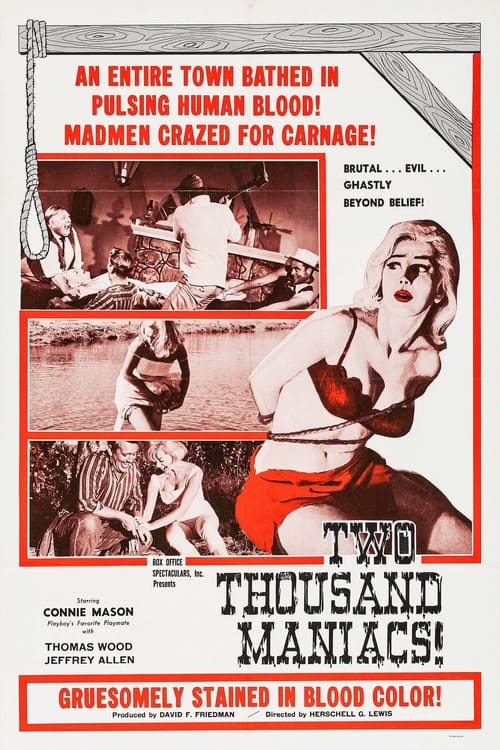 AN ENTIRE TOWN BATHED IN
PULSING HUMAN BLOOD!
MADMEN CRAZED FOR CARNAGE!
BRUTAL . . . EVIL . . .
GHASTLY
BEYOND BELIEF!
BOX OFFICE
SPECTACULARS, Inc.
Presents
TWO
THOUSAND
MANIACS!
Starring
CONNIE MASON
Playboy's Favorite Playmate
with
THOMAS WOOD
JEFFREY ALLEN
GRUESOMELY STAINED IN BLOOD COLOR!
Produced by DAVID F. FRIEDMAN / Directed by HERSCHELL G. LEWIS